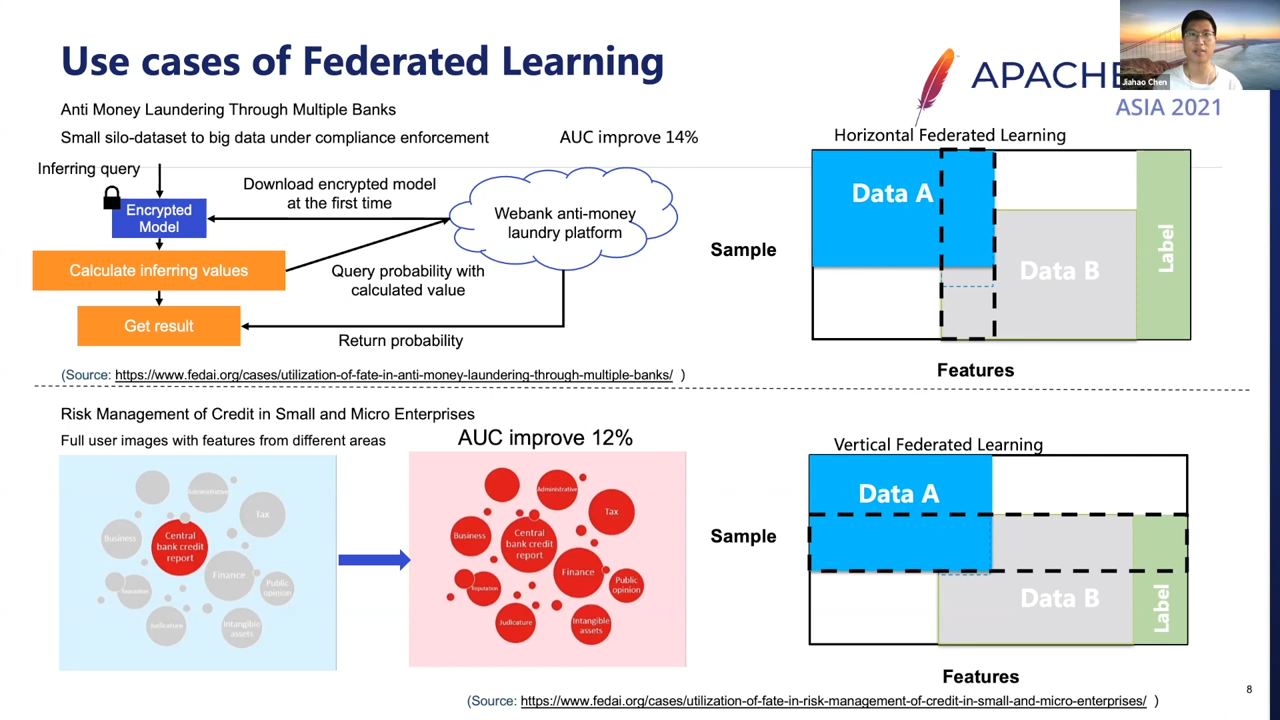 Use cases of Federated Learning
APACHE
Jiahao Chen
ASIA 2021
Anti Money Laundering Through Multiple Banks
Small silo-dataset to big data under compliance enforcement
AUC improve 14%
Inferring query
Encrypted
Model
Download encrypted model
at the first time
Webank anti-money
laundry platform
Calculate inferring values
Query probability with
calculated value
Get result
Return probability
(Source: https://www.fedai.org/cases/utilization-of-fate-in-anti-money-laundering-through-multiple-banks/ )
Horizontal Federated Learning
Data A
Sample
Data B
Label
Features
Risk Management of Credit in Small and Micro Enterprises
Full user images with features from different areas
AUC improve 12%
Administrative
Tax
Business
Central
bank credit
report
Finance
Reputation
Public
opinion
Judicature
Intangible
assets
Administrative
Tax
Business
Central
bank credit
report
Finance
Reputation
Public
opinion
Judicature
Intangible
assets
Vertical Federated Learning
Data A
Sample
Data B
Label
Features
(Source: https://www.fedai.org/cases/utilization-of-fate-in-risk-management-of-credit-in-small-and-micro-enterprises/ )
8